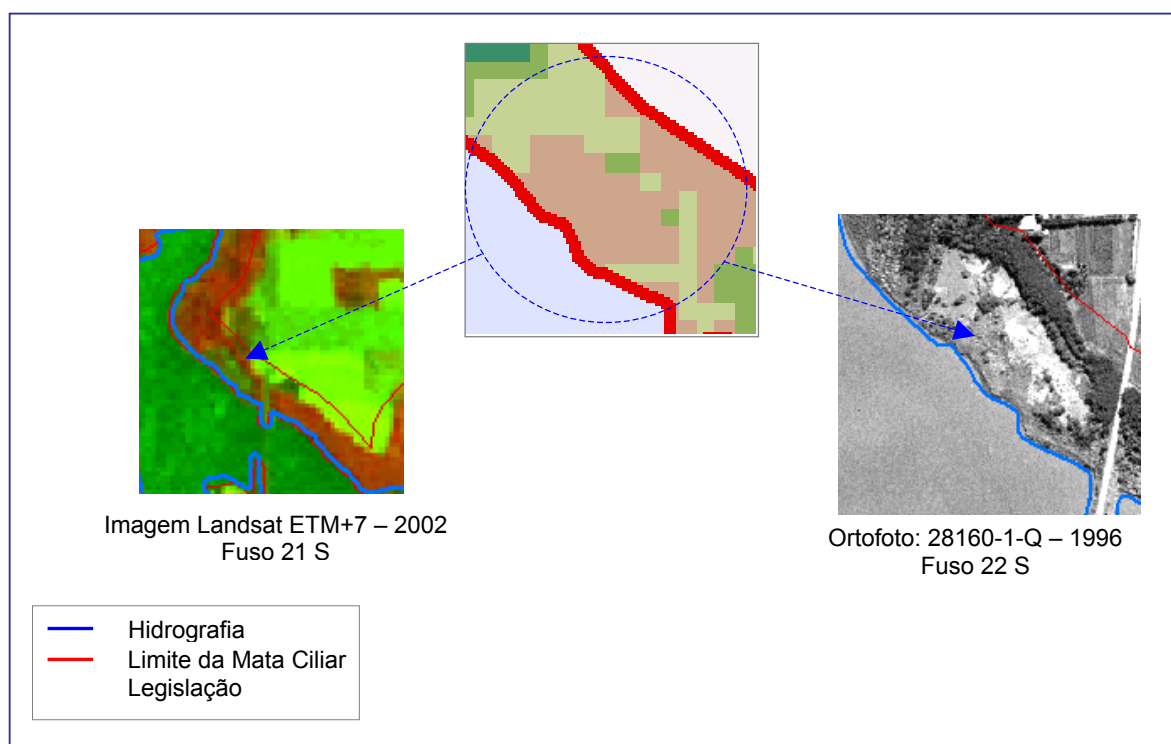 Imagem Landsat ETM+7 – 2002
Fuso 21 S
Ortofoto: 28160-1-Q – 1996
Fuso 22 S
Hidrografia
Limite da Mata Ciliar
Legislação